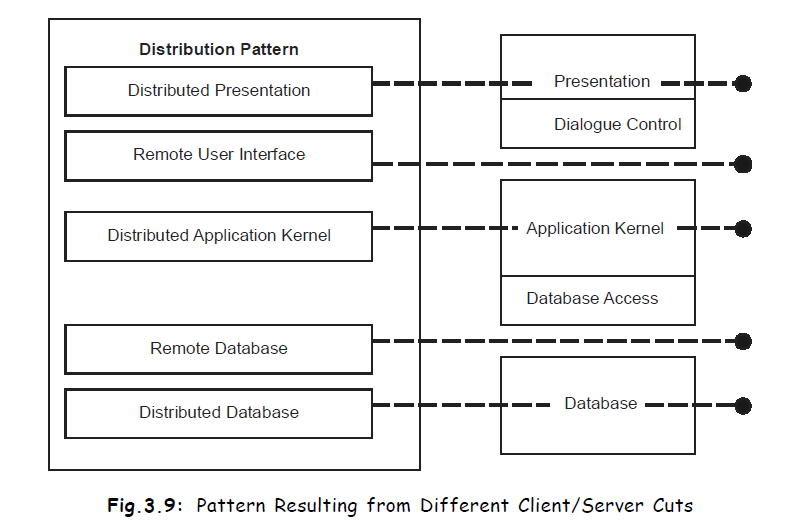 Distribution Pattern
Distributed Presentation
Remote User Interface
Distributed Application Kernel
Remote Database
Distributed Database
Presentation
Dialogue Control
Application Kernel
Database Access
Database
Fig.3.9: Pattern Resulting from Different Client/Server Cuts